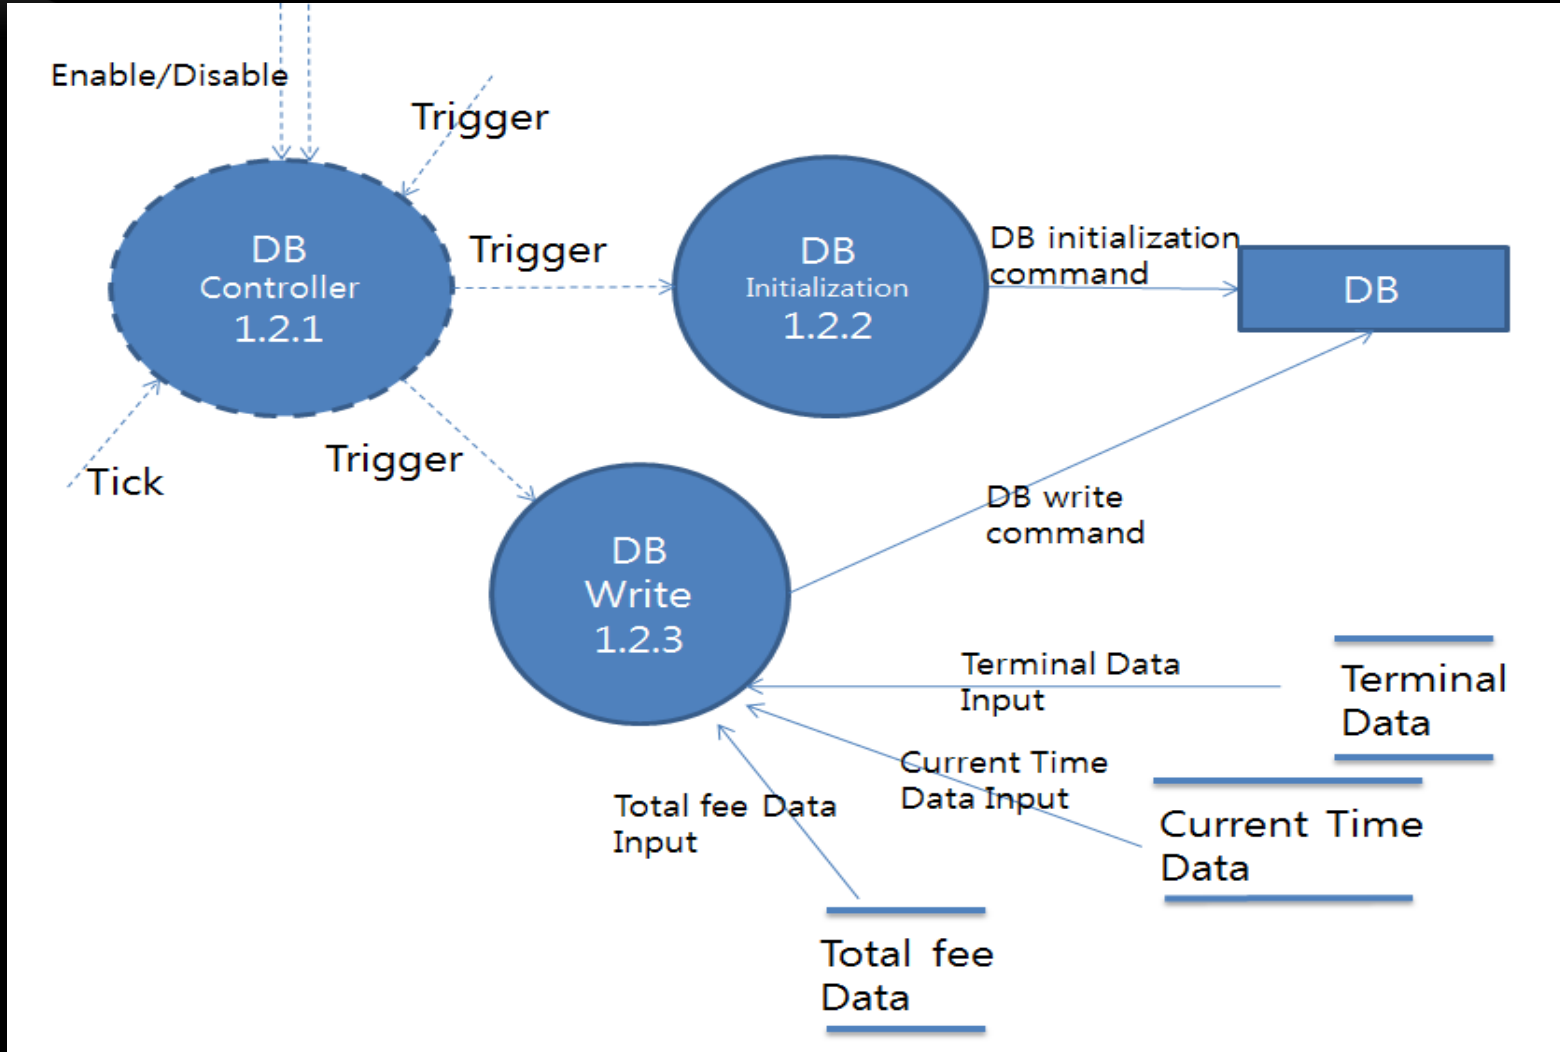 Enable/Disable
Trigger
DB
Controller
1.2.1
Trigger
DB
Initialization
1.2.2
DB initialization
command
DB
Tick
Trigger
DB
Write
1.2.3
DB write
command
Terminal Data
Input
Terminal
Data
Current Time
Data Input
Current Time
Data
Total fee Data
Input
Total fee
Data